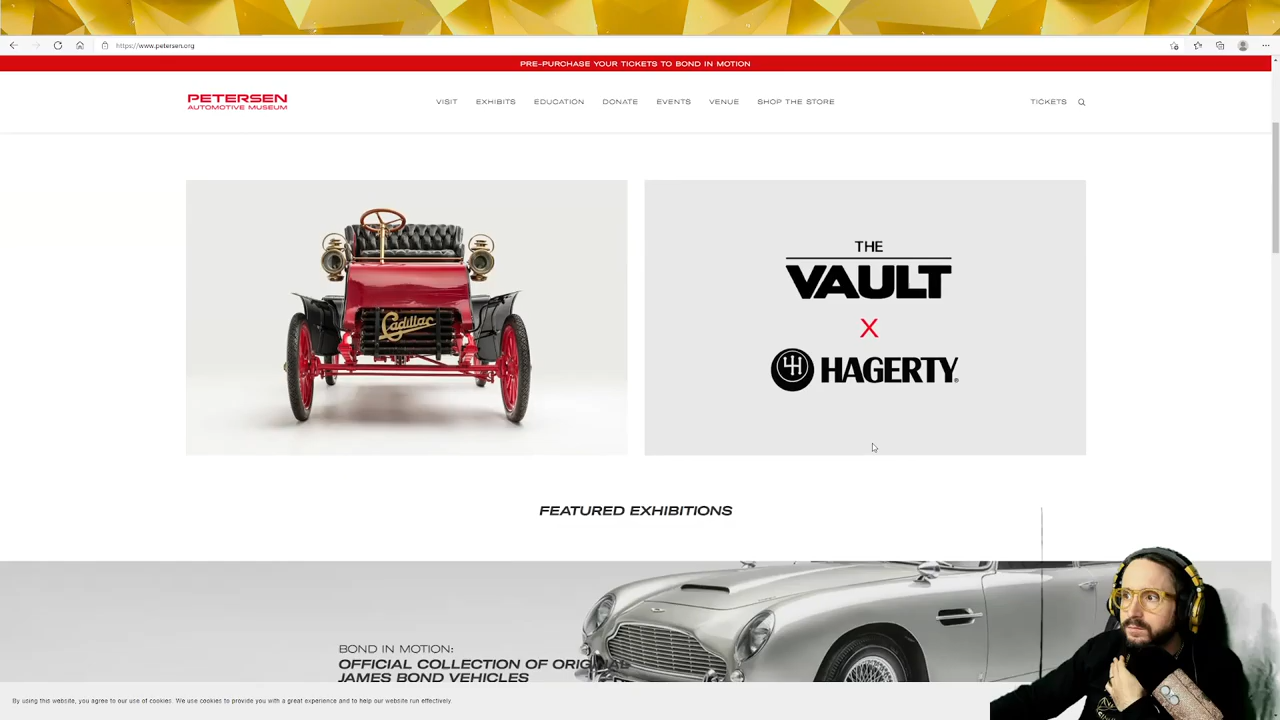 https://www.petersen.org
PRE-PURCHASE YOUR TICKETS TO BOND IN MOTION
PETERSEN
AUTOMOTIVE MUSEUM
VISIT EXHIBITS EDUCATION DONATE EVENTS VENUE SHOP THE STORE TICKETS
Cadillac
THE
VAULT
X
4H HAGERTY®
FEATURED EXHIBITIONS
BOND IN MOTION:
OFFICIAL COLLECTION OF ORIGINAL
JAMES BOND VEHICLES
By using this website, you agree to our use of cookies. We use cookies to provide you with a great experience and to help our website run effectively.